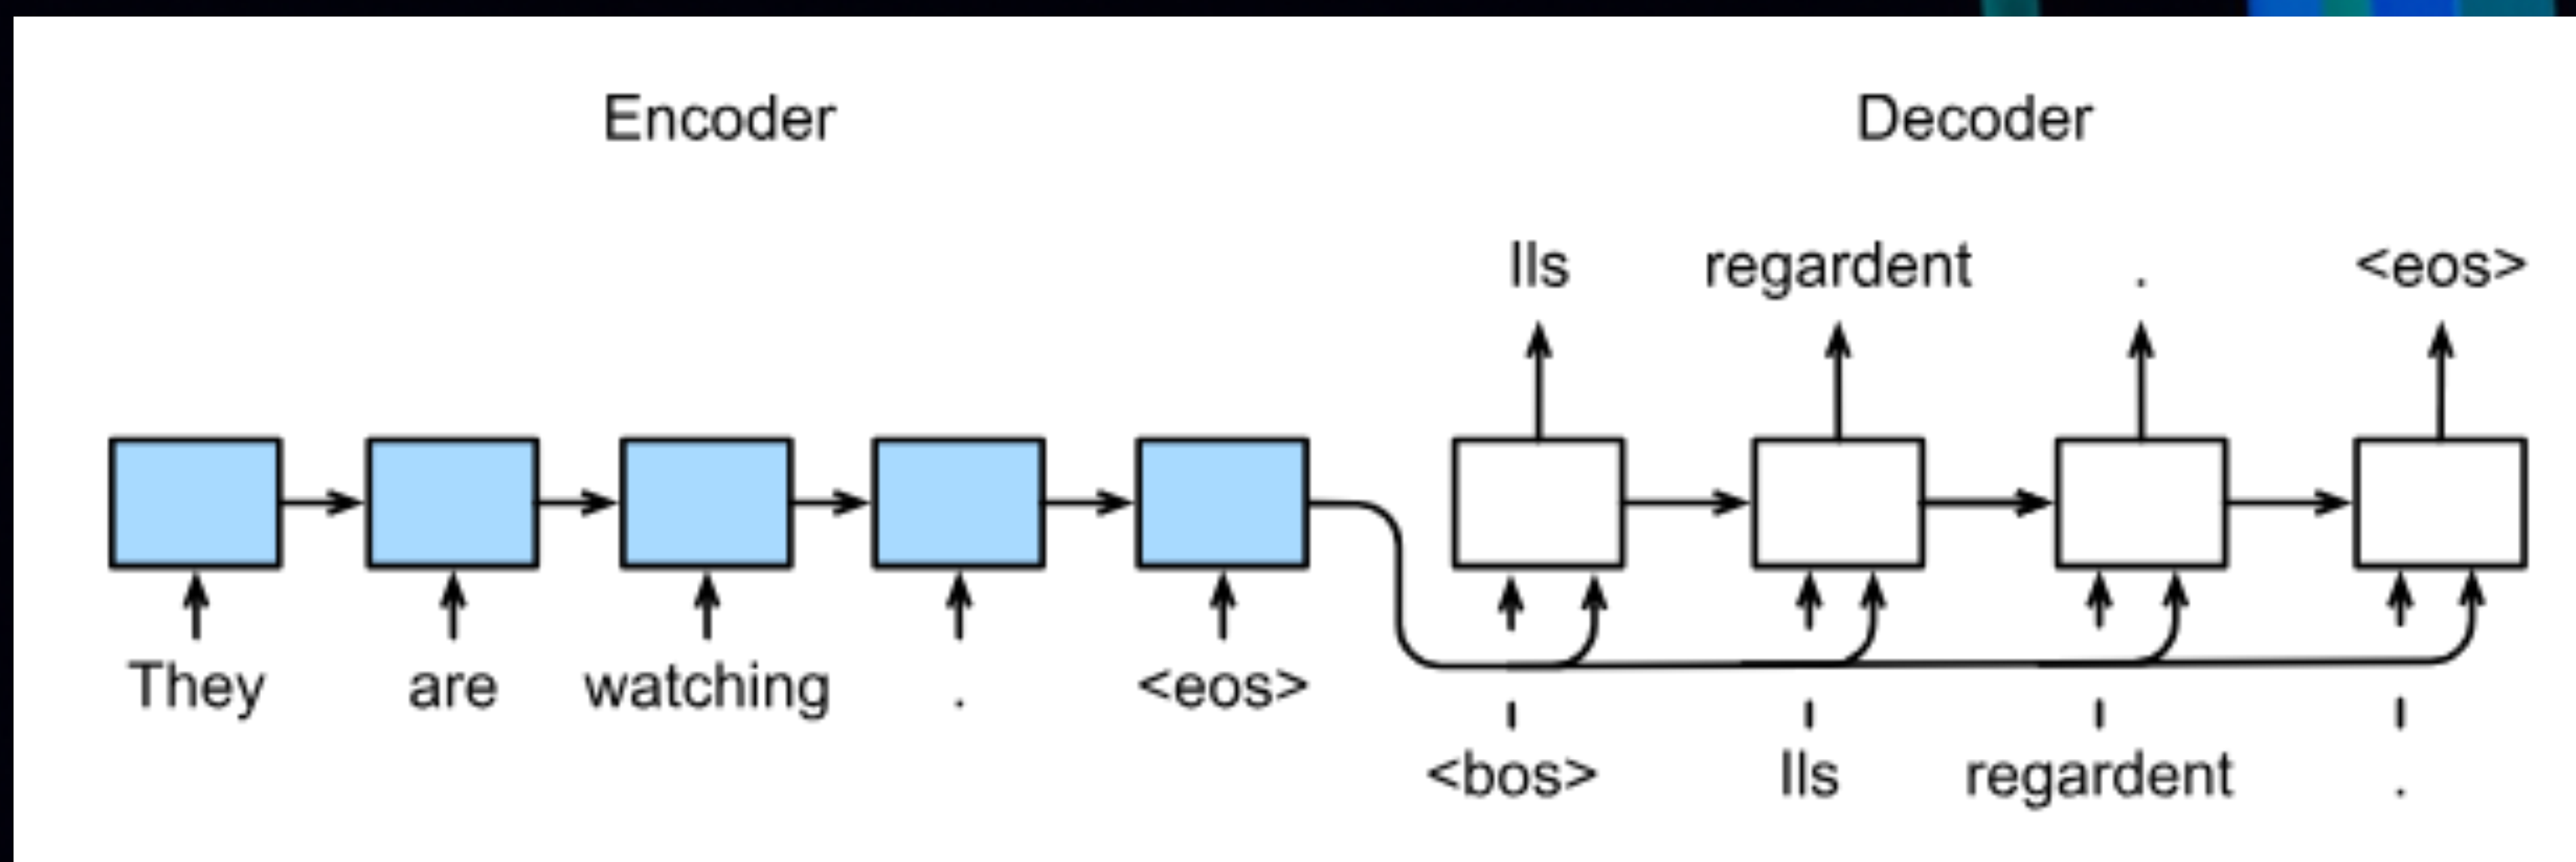 Encoder Decoder
Ils regardent . <eos>
They are watching . <eos>
<bos> Ils regardent .